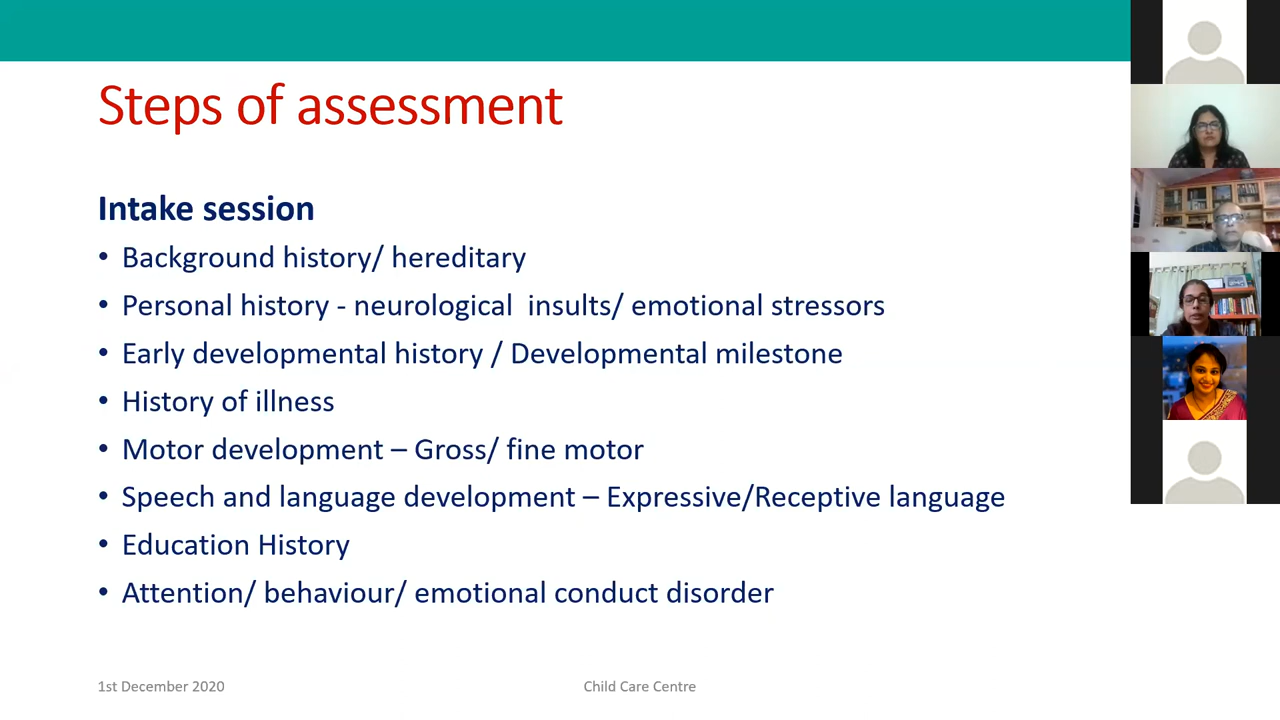 Steps of assessment
Intake session
• Background history/ hereditary
• Personal history - neurological  insults/ emotional stressors
• Early developmental history / Developmental milestone
• History of illness
• Motor development – Gross/ fine motor
• Speech and language development – Expressive/Receptive language
• Education History
• Attention/ behaviour/ emotional conduct disorder
1st December 2020
Child Care Centre